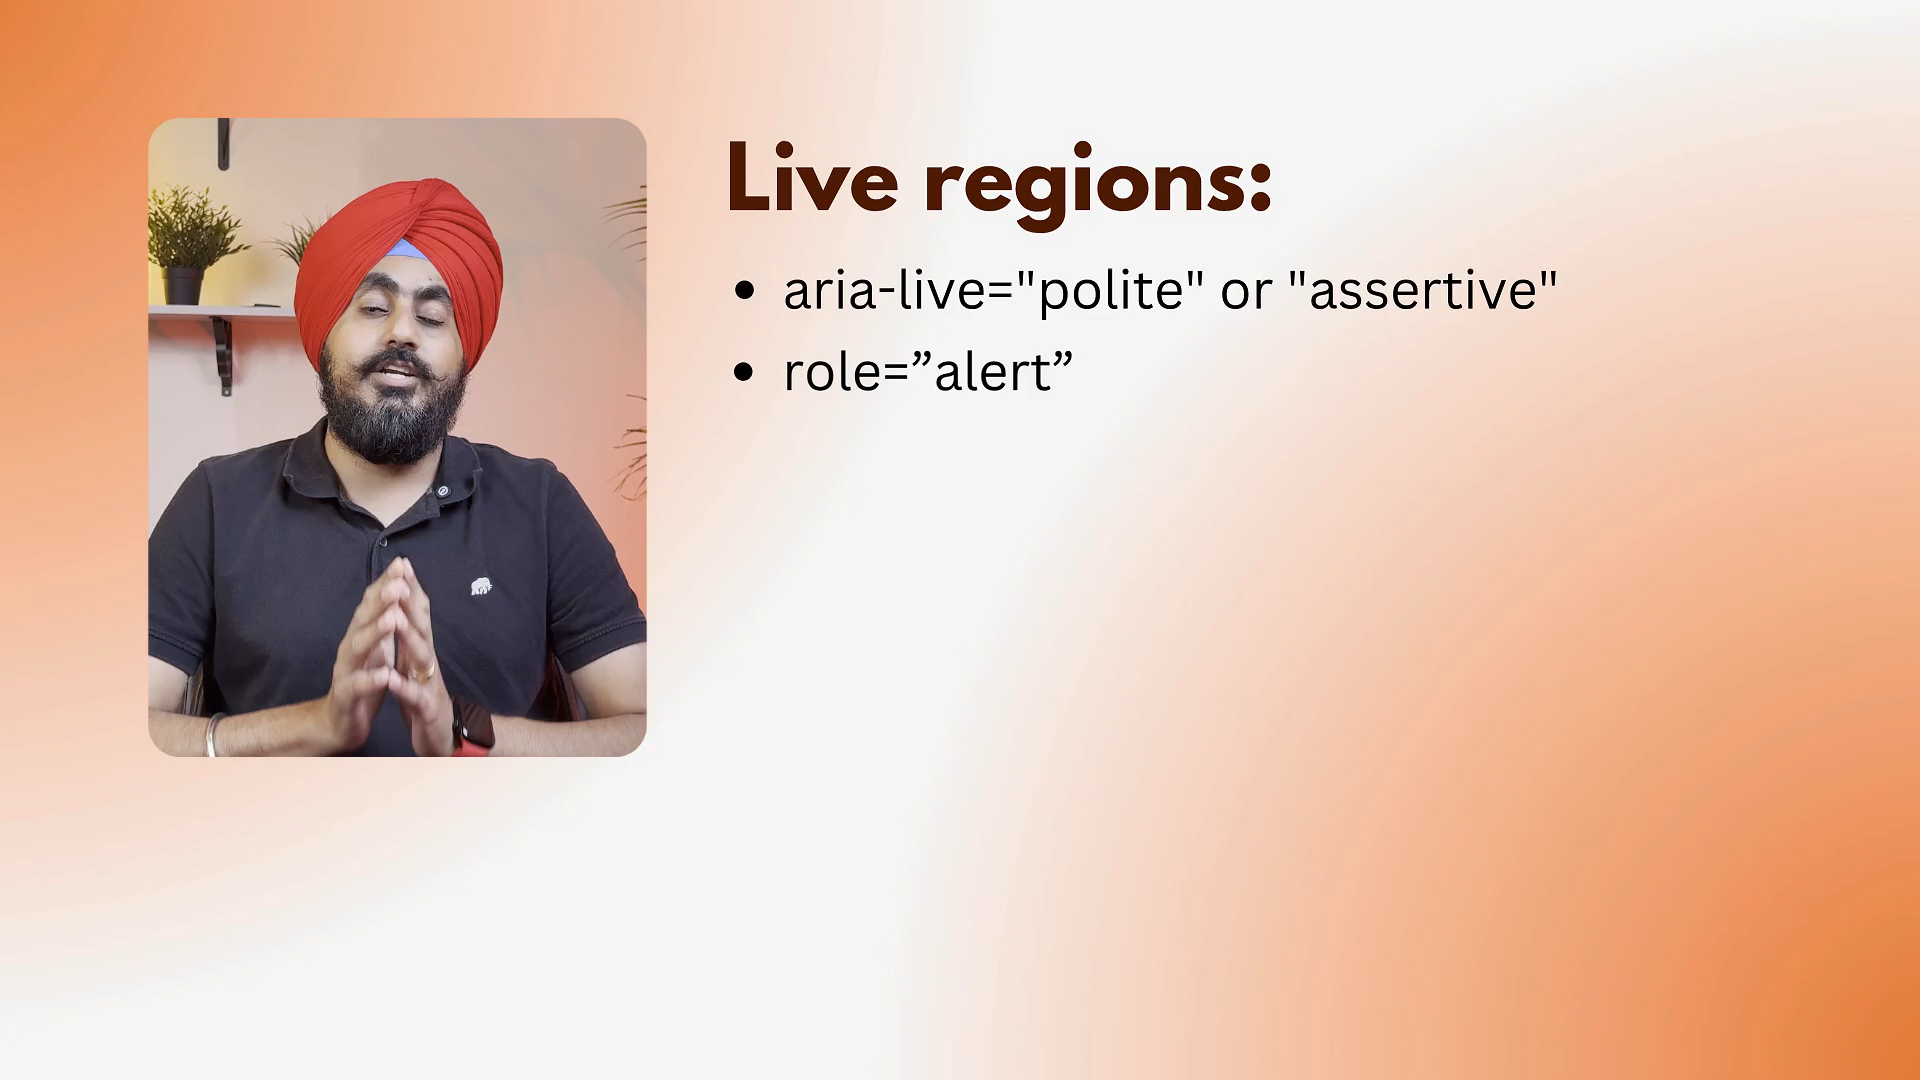 Live regions:
• aria-live="polite" or "assertive"
• role=”alert”